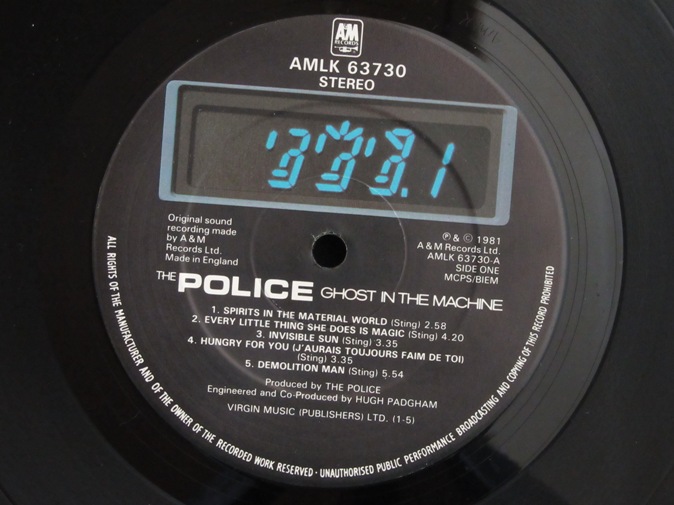 A&M
RECORDS
AMLK 63730
STEREO
.1
Original sound
recording made
by A & M
Records Ltd.
Made in England
℗ & © 1981
A & M Records Ltd.
AMLK 63730-A
SIDE ONE
MCPS/BIEM
THE POLICE GHOST IN THE MACHINE
1. SPIRITS IN THE MATERIAL WORLD (Sting) 2.58
2. EVERY LITTLE THING SHE DOES IS MAGIC (Sting) 4.20
3. INVISIBLE SUN (Sting) 3.35
4. HUNGRY FOR YOU (J'AURAIS TOUJOURS FAIM DE TOI)
(Sting) 3.35
5. DEMOLITION MAN (Sting) 5.54
Produced by THE POLICE
Engineered and Co-Produced by HUGH PADGHAM
VIRGIN MUSIC (PUBLISHERS) LTD. (1-5)
ALL RIGHTS OF THE MANUFACTURER AND OF THE OWNER OF THE RECORDED WORK RESERVED · UNAUTHORISED PUBLIC PERFORMANCE BROADCASTING AND COPYING OF THIS RECORD PROHIBITED